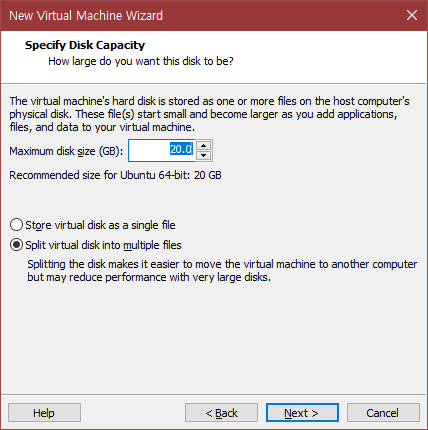 New Virtual Machine Wizard
Specify Disk Capacity
How large do you want this disk to be?
The virtual machine's hard disk is stored as one or more files on the host computer's
physical disk. These file(s) start small and become larger as you add applications,
files, and data to your virtual machine.
Maximum disk size (GB): 20.0
Recommended size for Ubuntu 64-bit: 20 GB
Store virtual disk as a single file
Split virtual disk into multiple files
Splitting the disk makes it easier to move the virtual machine to another computer
but may reduce performance with very large disks.
Help < Back Next > Cancel